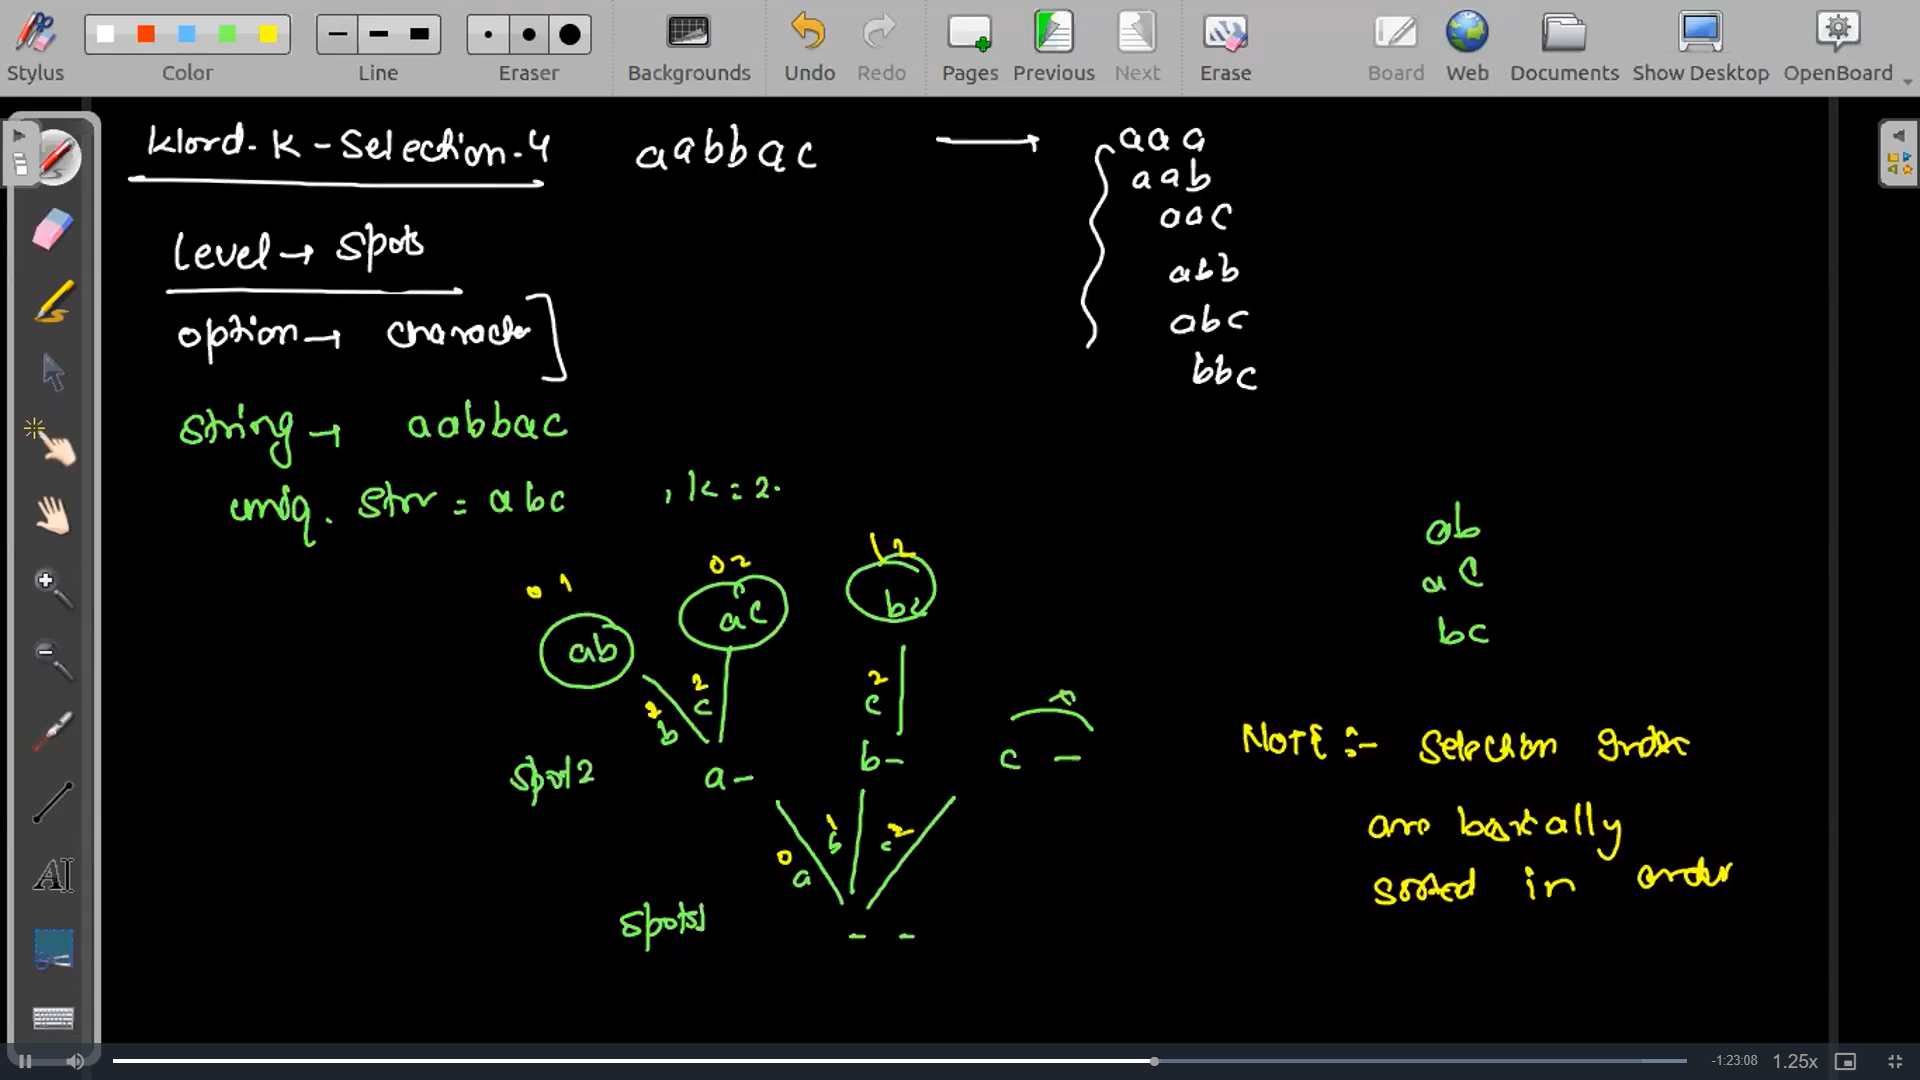 Stylus
Color
Line
Eraser
Backgrounds
Undo
Redo
Pages
Previous
Next
Erase
Board
Web
Documents
Show Desktop
OpenBoard
K-Selection-4
aabbac
aaa
aab
aac
abb
abc
bbc
level → spots
option → character
string → aabbac
uniq. str = abc , k = 2.
ab
ac
bc
0 1
0 2
1 2
ab
ac
bc
2
c
2
b
2
c
x
spot 2
a -
b -
c -
0
a
1
b
2
c
spots1
- -
NOTE :- selection order
are basically
sorted in order
-1:23:08
1.25x